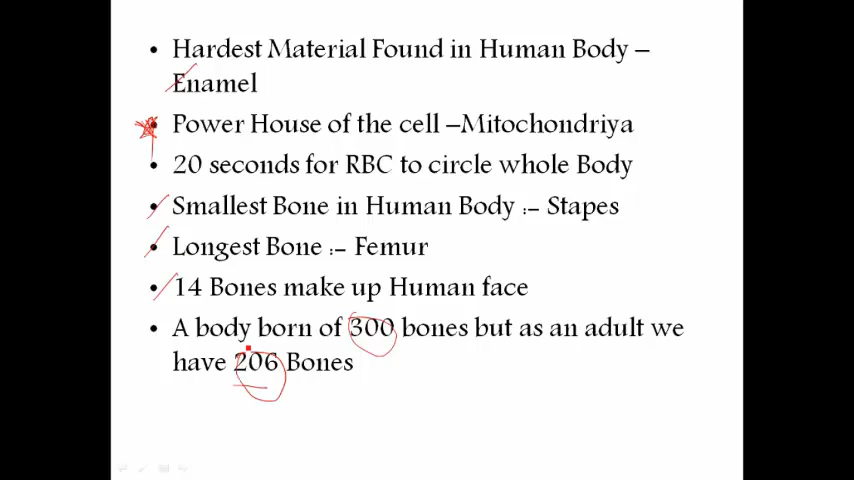 • Hardest Material Found in Human Body –
Enamel
• Power House of the cell –Mitochondriya
• 20 seconds for RBC to circle whole Body
• Smallest Bone in Human Body :– Stapes
• Longest Bone :– Femur
• 14 Bones make up Human face
• A body born of 300 bones but as an adult we
have 206 Bones